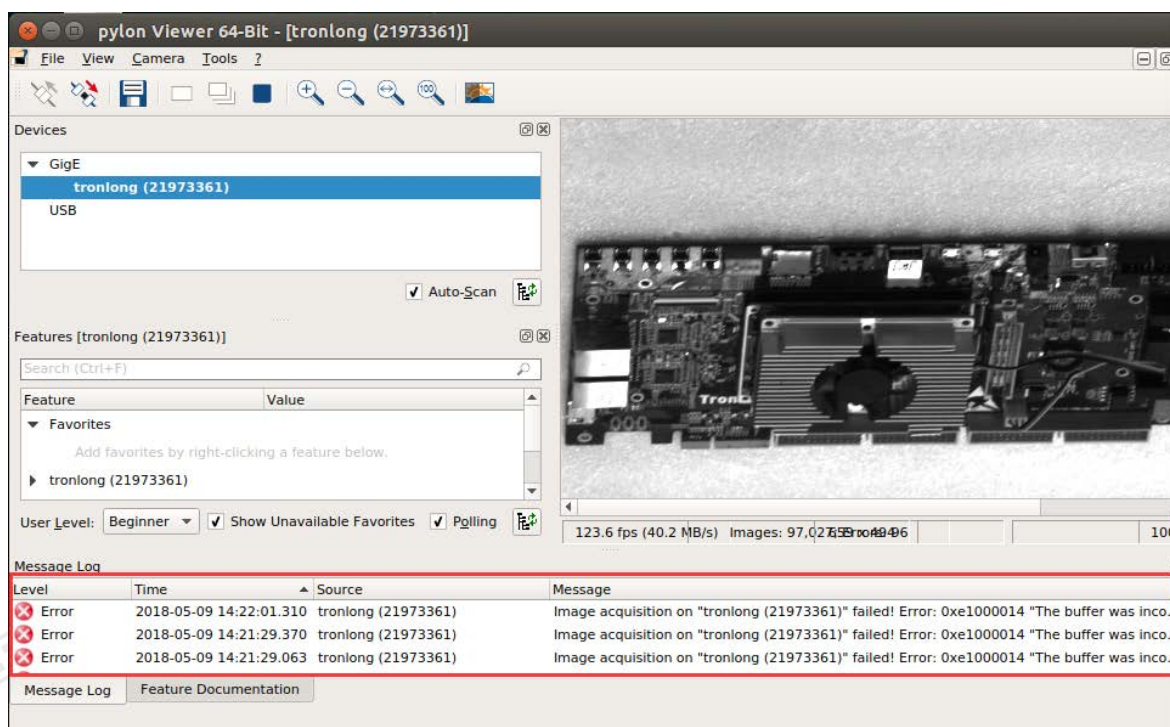 pylon Viewer 64-Bit - [tronlong (21973361)]
File View Camera Tools ?
100
Devices
GigE
tronlong (21973361)
USB
Auto-Scan
Features [tronlong (21973361)]
Search (Ctrl+F)
Feature Value
Favorites
Add favorites by right-clicking a feature below.
tronlong (21973361)
User Level: Beginner Show Unavailable Favorites Polling
Tron
123.6 fps (40.2 MB/s) Images: 97,027
Message Log
Level Time Source Message
Error 2018-05-09 14:22:01.310 tronlong (21973361) Image acquisition on "tronlong (21973361)" failed! Error: 0xe1000014 "The buffer was inco.
Error 2018-05-09 14:21:29.370 tronlong (21973361) Image acquisition on "tronlong (21973361)" failed! Error: 0xe1000014 "The buffer was inco.
Error 2018-05-09 14:21:29.063 tronlong (21973361) Image acquisition on "tronlong (21973361)" failed! Error: 0xe1000014 "The buffer was inco.
Message Log Feature Documentation